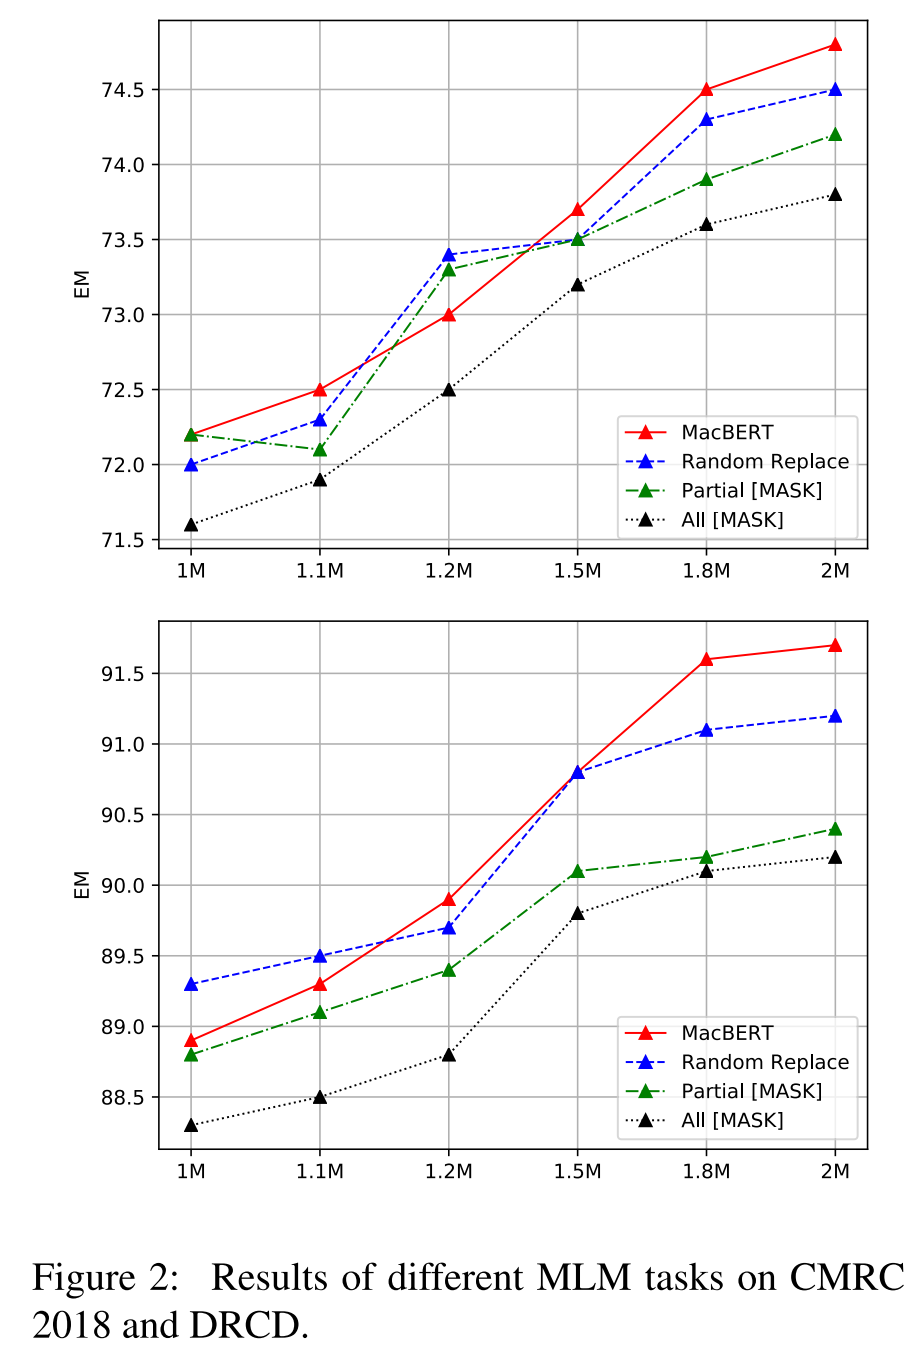 74.5
74.0
73.5
73.0
72.5
72.0
71.5
EM
MacBERT
Random Replace
Partial [MASK]
All [MASK]
1M 1.1M 1.2M 1.5M 1.8M 2M
91.5
91.0
90.5
90.0
89.5
89.0
88.5
EM
MacBERT
Random Replace
Partial [MASK]
All [MASK]
1M 1.1M 1.2M 1.5M 1.8M 2M
Figure 2: Results of different MLM tasks on CMRC
2018 and DRCD.